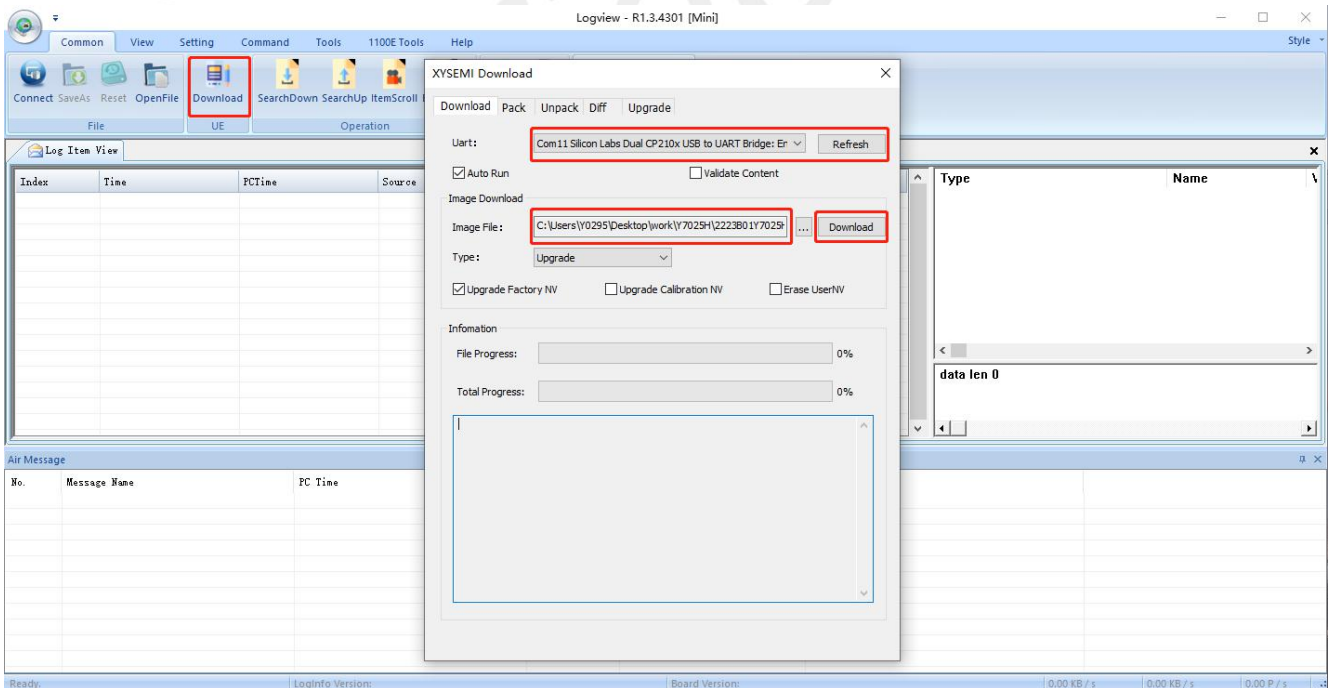 Logview - R1.3.4301 [Mini]
Common View Setting Command Tools 1100E Tools Help
Style
Connect SaveAs Reset OpenFile Download SearchDown SearchUp ItemScroll
File UE Operation
Log Item View
Index Time PCTime Source
Type Name
XYSEMI Download
Download Pack Unpack Diff Upgrade
Uart: Com11 Silicon Labs Dual CP210x USB to UART Bridge: Er Refresh
Auto Run Validate Content
Image Download
Image File: C:\Users\Y0295\Desktop\work\Y7025H\2223B01Y7025H ... Download
Type: Upgrade
Upgrade Factory NV Upgrade Calibration NV Erase UserNV
Infomation
File Progress: 0%
Total Progress: 0%
data len 0
Air Message
No. Message Name PC Time
Ready. LogInfo Version: Board Version: 0.00 KB / s 0.00 KB / s 0.00 P / s